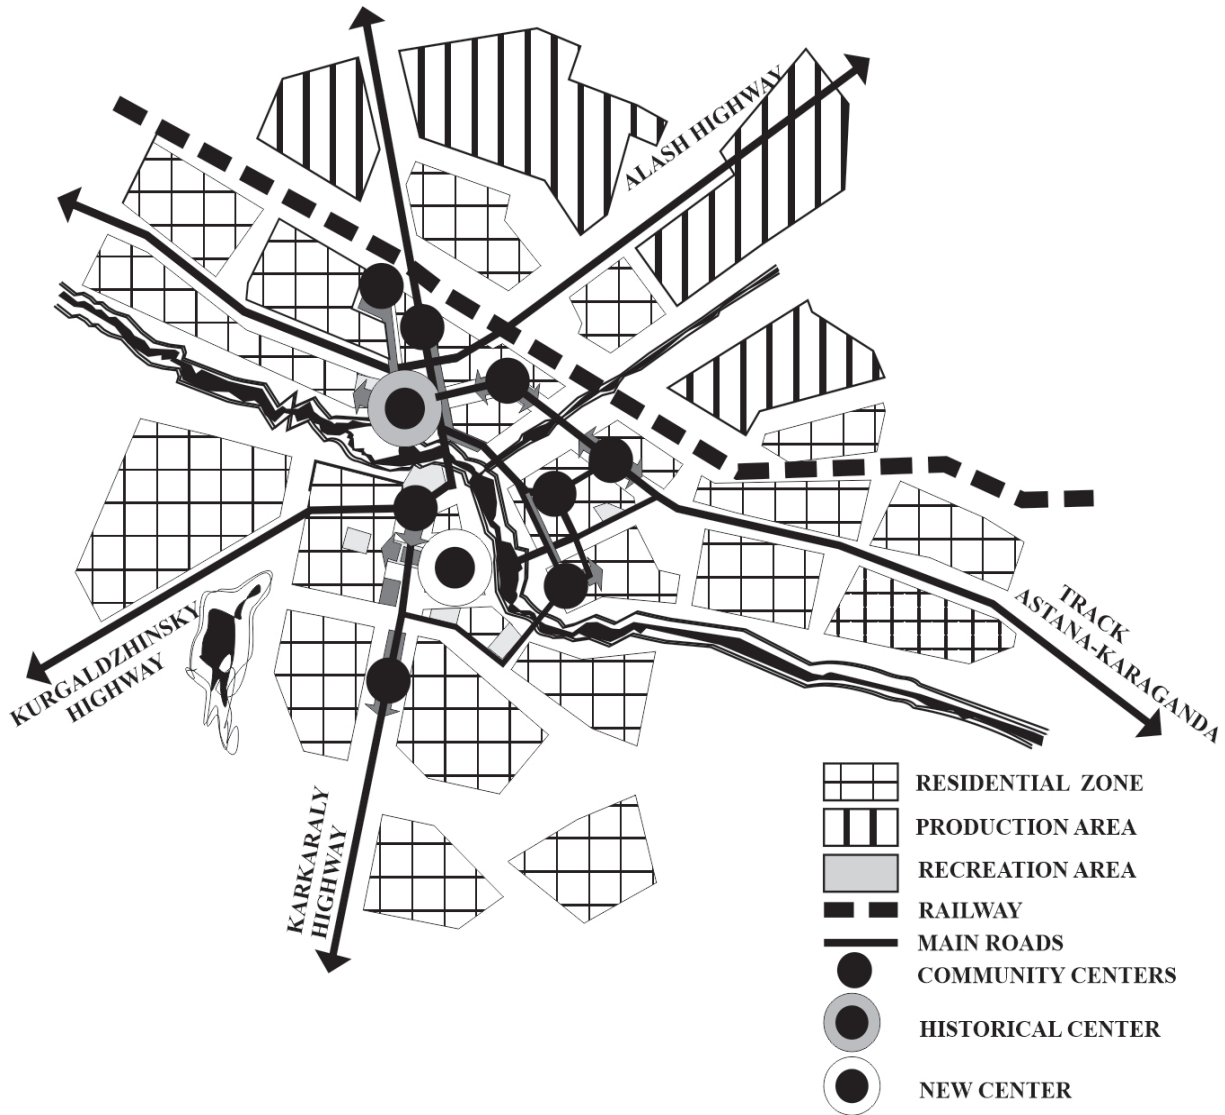 ALASH HIGHWAY
TRACK
ASTANA-KARAGANDA
KURGALDZHINSKY
HIGHWAY
KARKARALY
HIGHWAY
RESIDENTIAL ZONE
PRODUCTION AREA
RECREATION AREA
RAILWAY
MAIN ROADS
COMMUNITY CENTERS
HISTORICAL CENTER
NEW CENTER